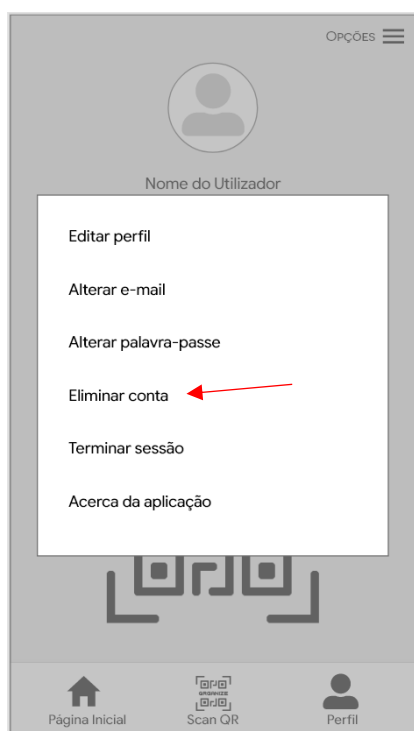 Opções
Nome do Utilizador
Editar perfil
Alterar e-mail
Alterar palavra-passe
Eliminar conta
Terminar sessão
Acerca da aplicação
ORGANIZE
Página Inicial
Scan QR
Perfil